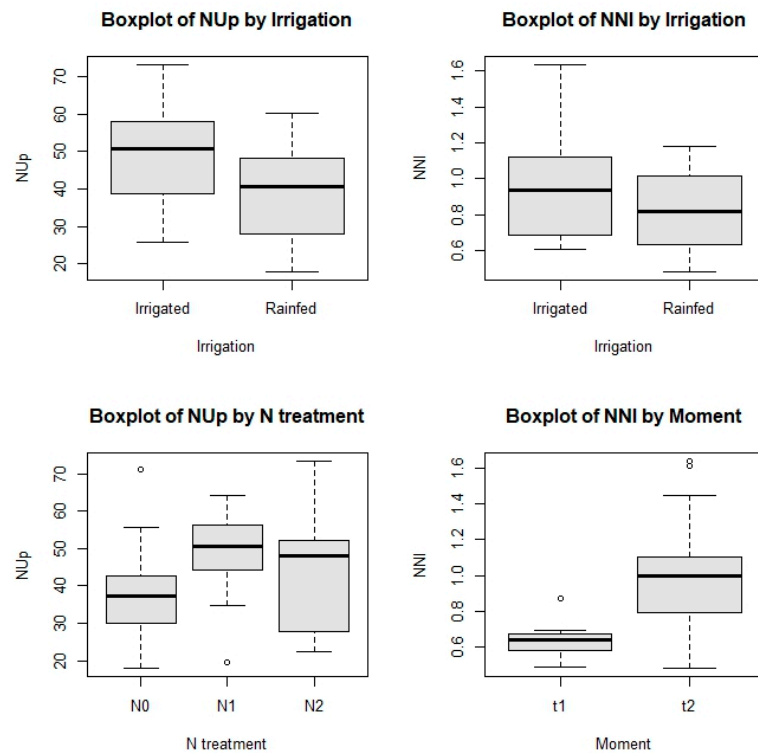 Boxplot of NUp by Irrigation
NUp
70
60
50
40
30
20
Irrigated Rainfed
Irrigation
Boxplot of NNI by Irrigation
NNI
1.6
1.4
1.2
1.0
0.8
0.6
Irrigated Rainfed
Irrigation
Boxplot of NUp by N treatment
NUp
70
60
50
40
30
20
N0 N1 N2
N treatment
Boxplot of NNI by Moment
NNI
1.6
1.4
1.2
1.0
0.8
0.6
t1 t2
Moment